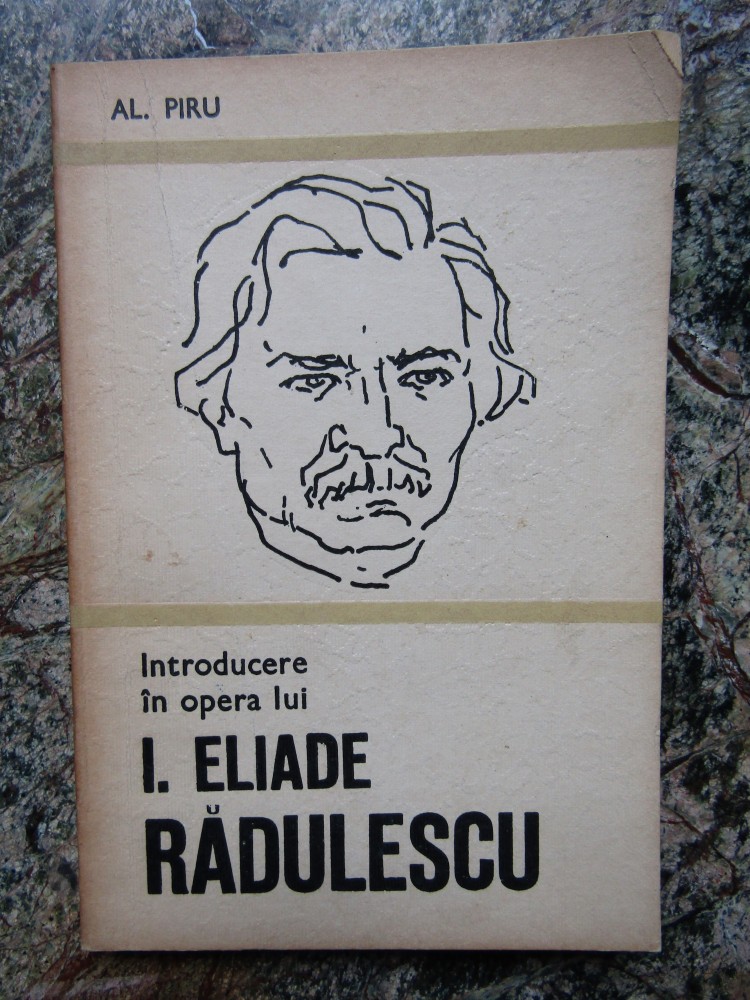 AL. PIRU
Introducere
în opera lui
I. ELIADE
RĂDULESCU